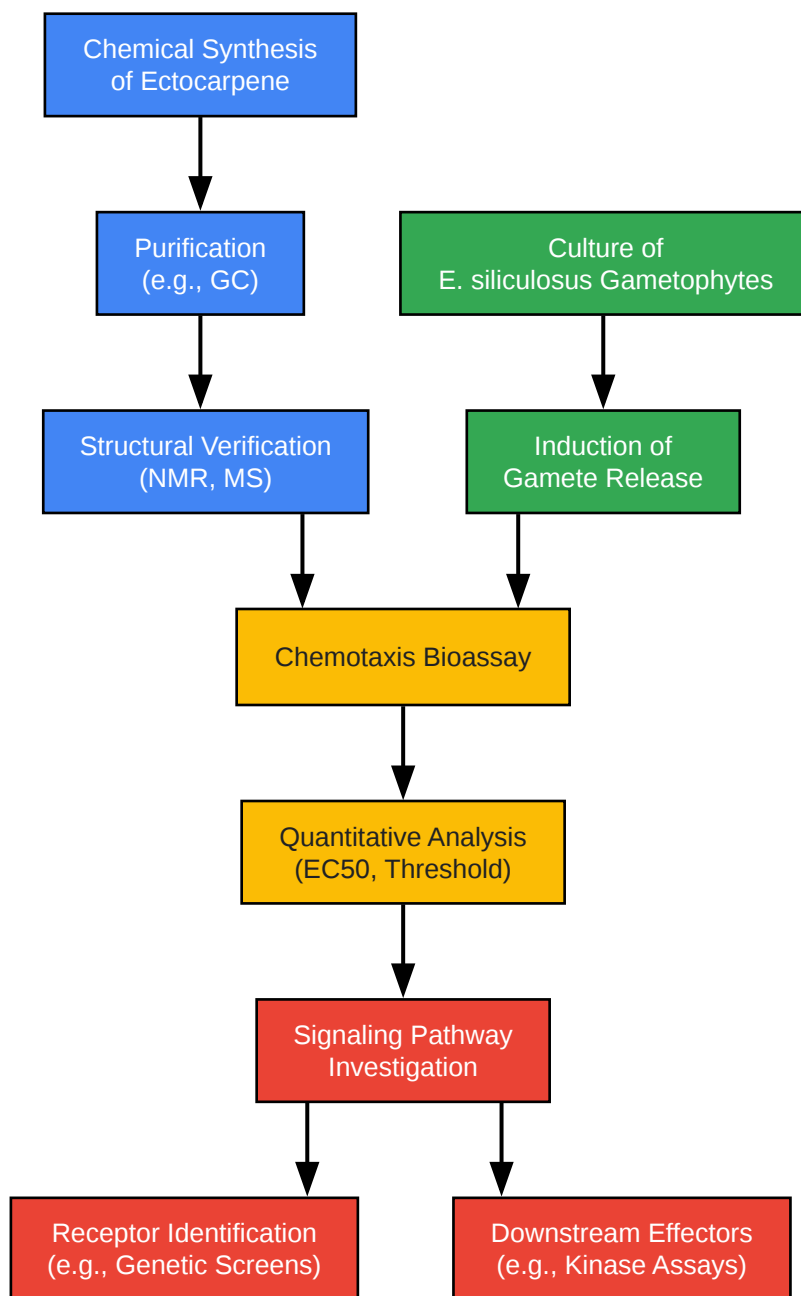 Chemical Synthesis
of Ectocarpene
Purification
(e.g., GC)
Culture of
E. siliculosus Gametophytes
Structural Verification
(NMR, MS)
Induction of
Gamete Release
Chemotaxis Bioassay
Quantitative Analysis
(EC50, Threshold)
Signaling Pathway
Investigation
Receptor Identification
(e.g., Genetic Screens)
Downstream Effectors
(e.g., Kinase Assays)